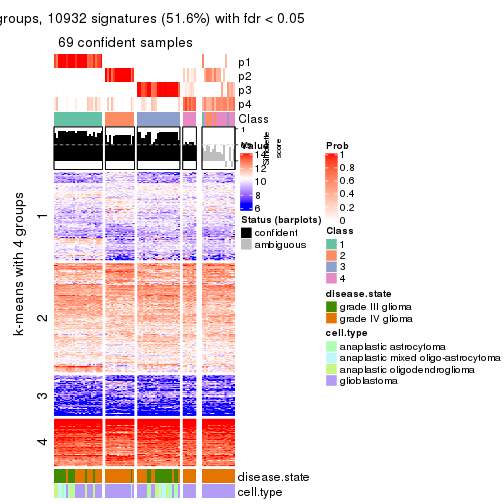 groups, 10932 signatures (51.6%) with fdr < 0.05
69 confident samples
p1
p2
p3
p4
Class
1
Silhouette
score
Value
14
12
10
8
6
Status (barplots)
confident
ambiguous
Prob
1
0.8
0.6
0.4
0.2
0
Class
1
2
3
4
disease.state
grade III glioma
grade IV glioma
cell.type
anaplastic astrocytoma
anaplastic mixed oligo-astrocytoma
anaplastic oligodendroglioma
glioblastoma
k-means with 4 groups
1
2
3
4
disease.state
cell.type